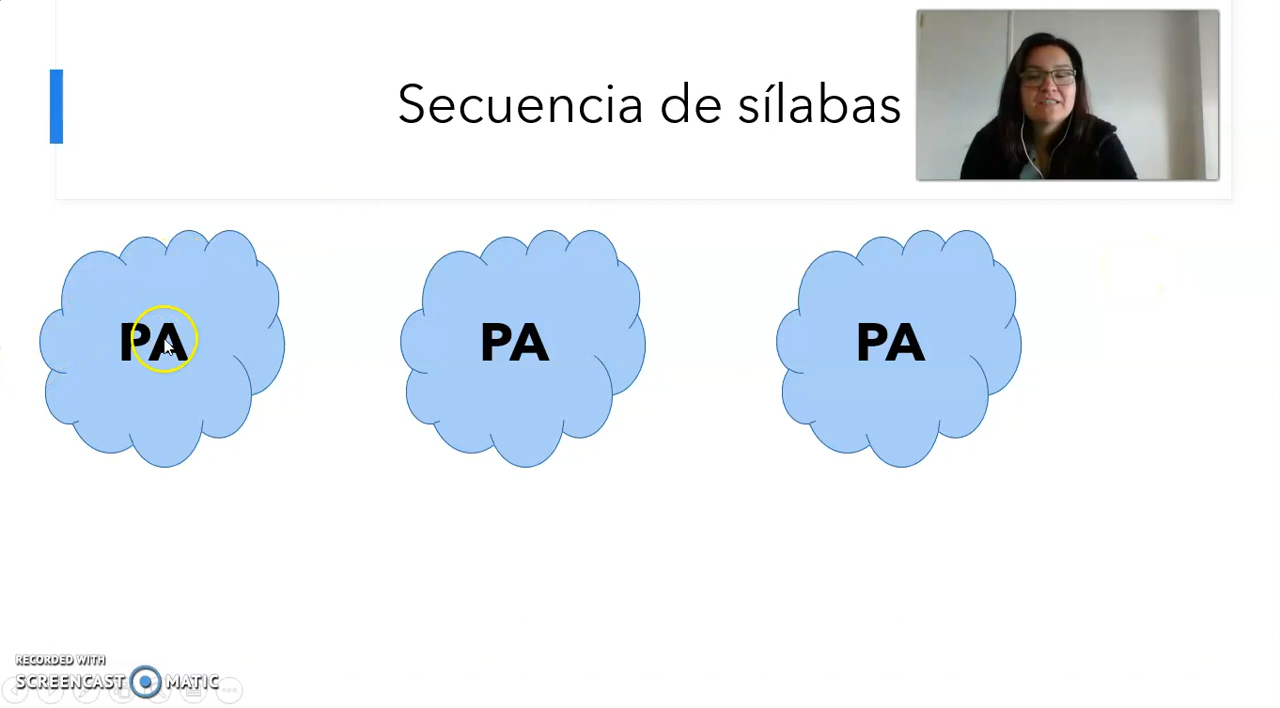 Secuencia de sílabas
PA PA PA
RECORDED WITH
SCREENCAST MATIC